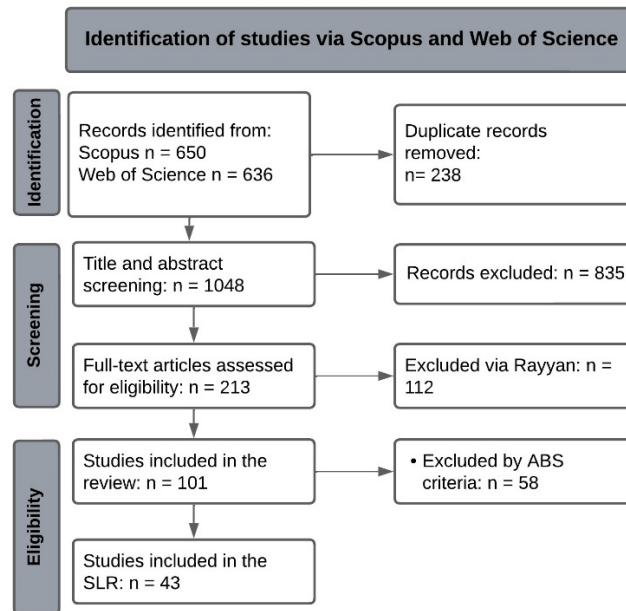 Identification of studies via Scopus and Web of Science
Identification
Records identified from:
Scopus n = 650
Web of Science n = 636
Duplicate records
removed:
n= 238
Screening
Title and abstract
screening: n = 1048
Records excluded: n = 835
Full-text articles assessed
for eligibility: n = 213
Excluded via Rayyan: n =
112
Eligibility
Studies included in the
review: n = 101
• Excluded by ABS
criteria: n = 58
Studies included in the
SLR: n = 43